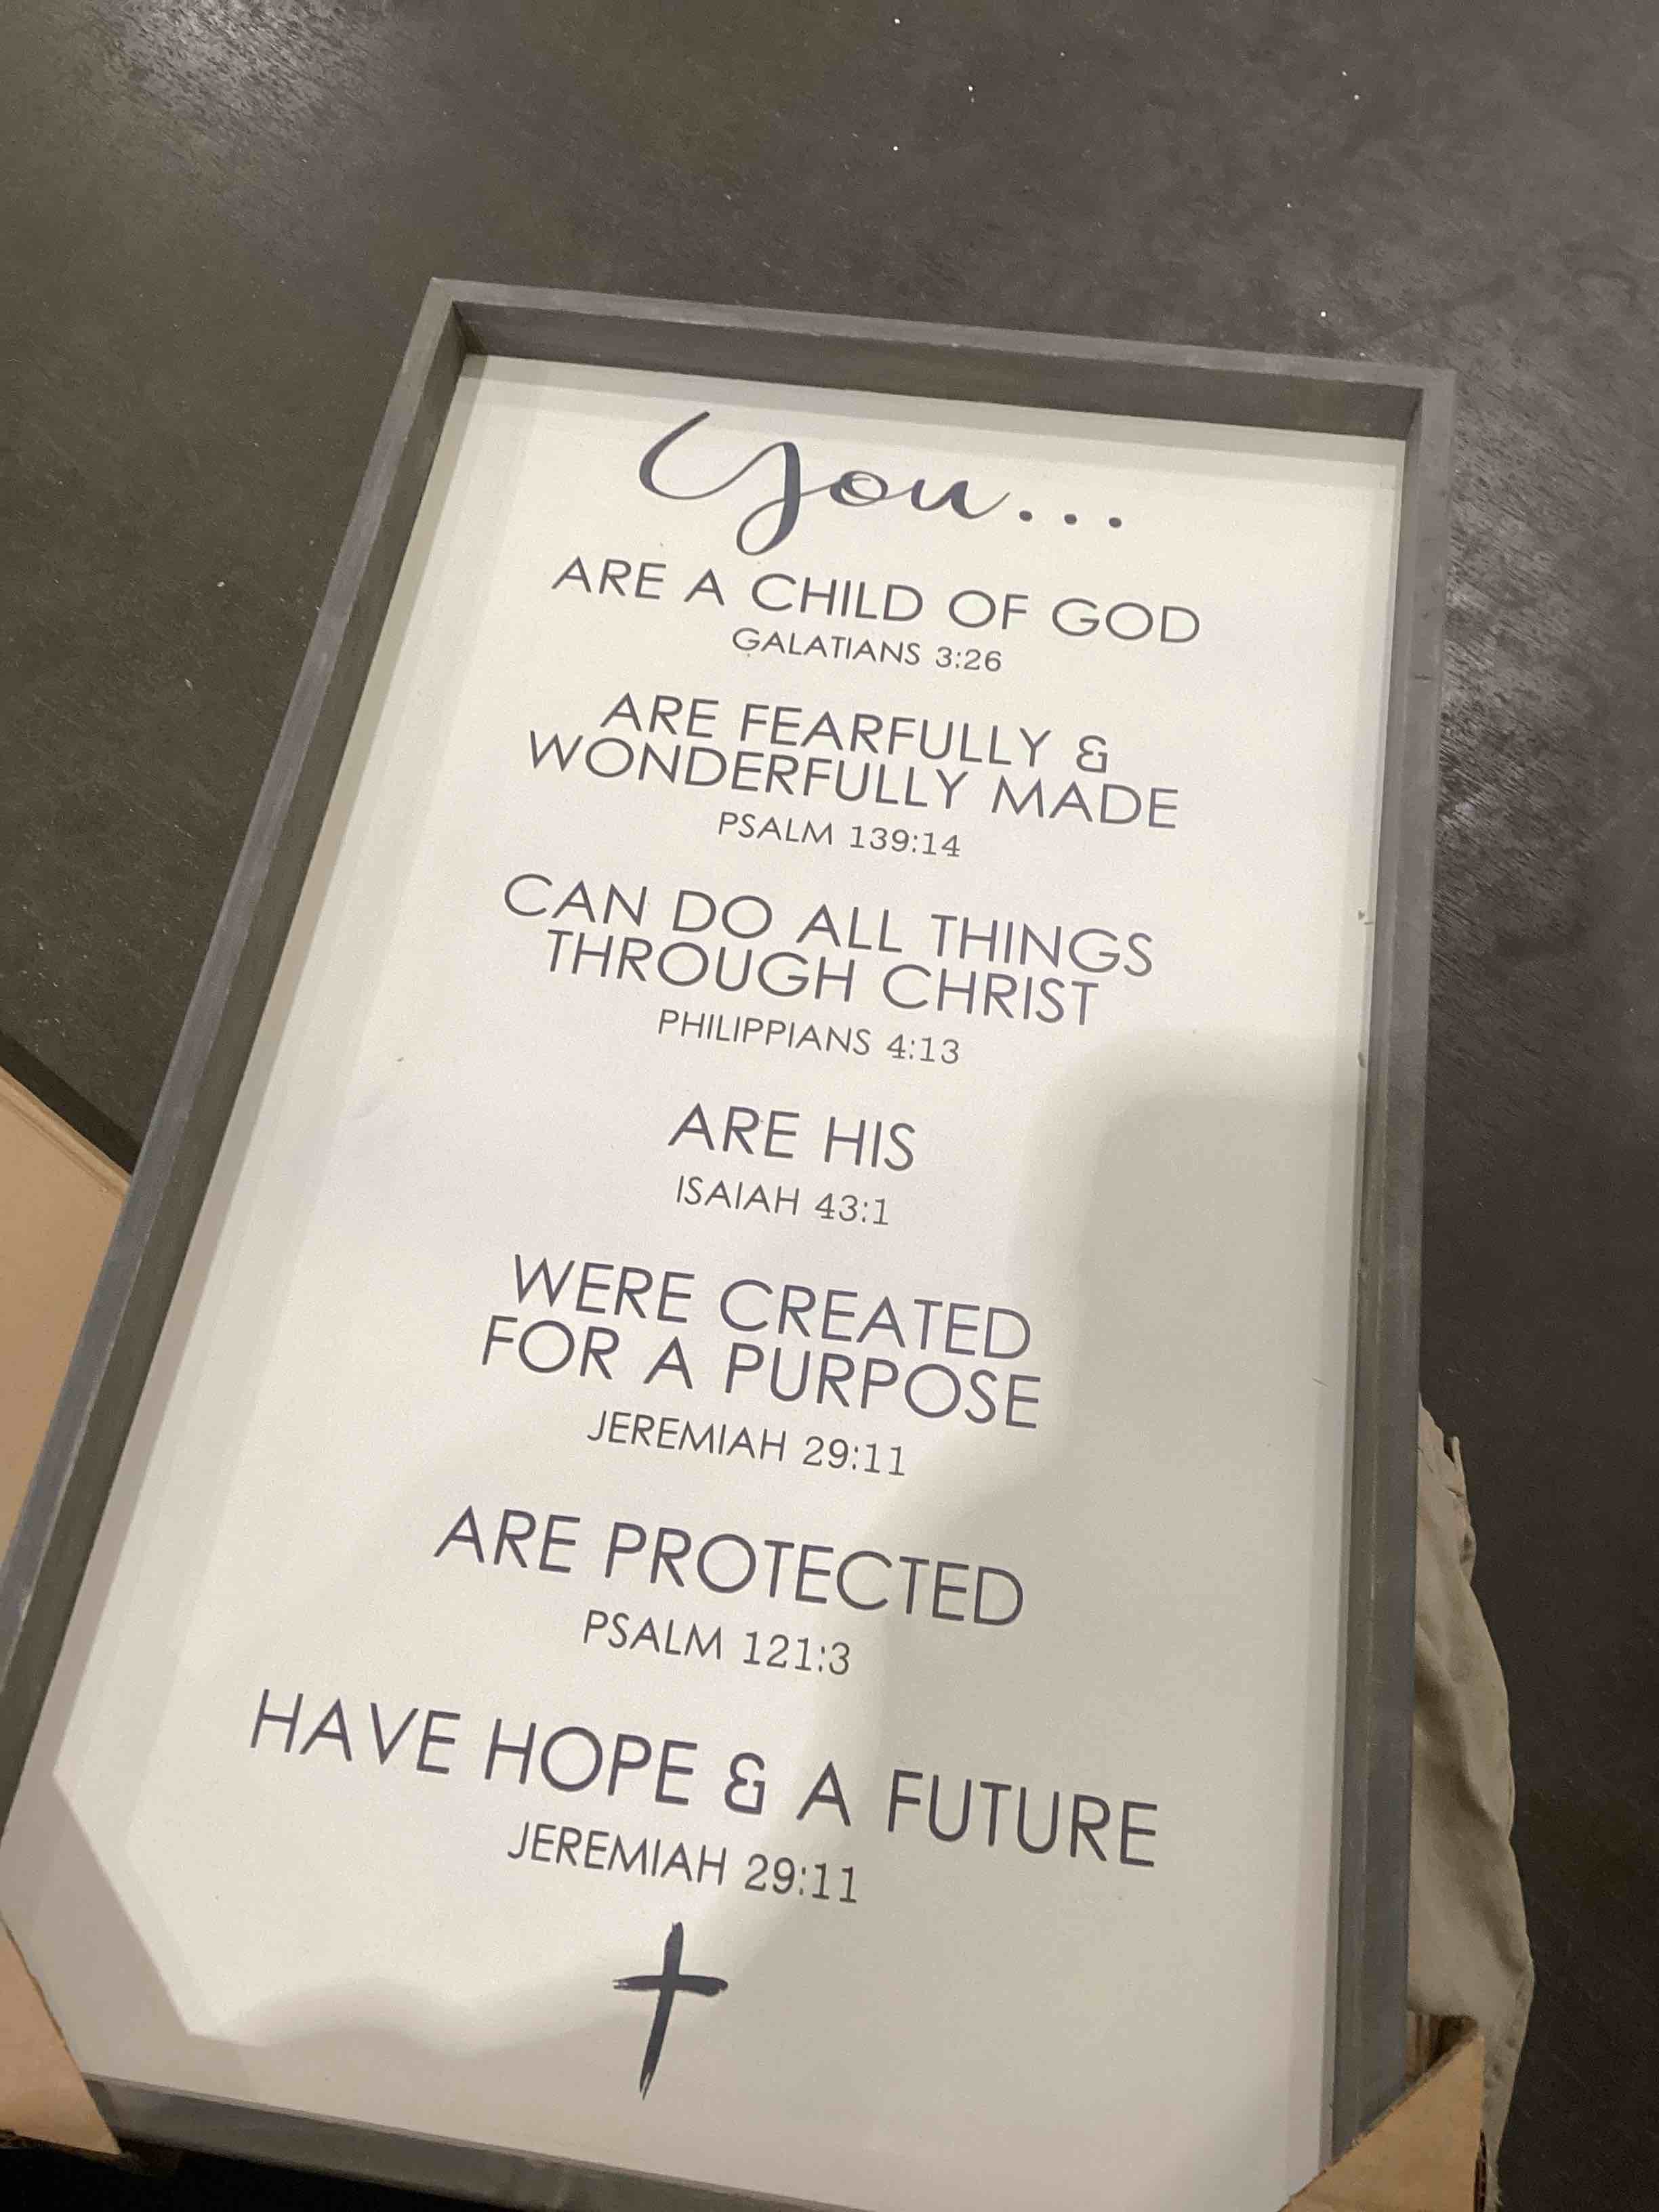 You...
ARE A CHILD OF GOD
GALATIANS 3:26
ARE FEARFULLY &
WONDERFULLY MADE
PSALM 139:14
CAN DO ALL THINGS
THROUGH CHRIST
PHILIPPIANS 4:13
ARE HIS
ISAIAH 43:1
WERE CREATED
FOR A PURPOSE
JEREMIAH 29:11
ARE PROTECTED
PSALM 121:3
HAVE HOPE & A FUTURE
JEREMIAH 29:11